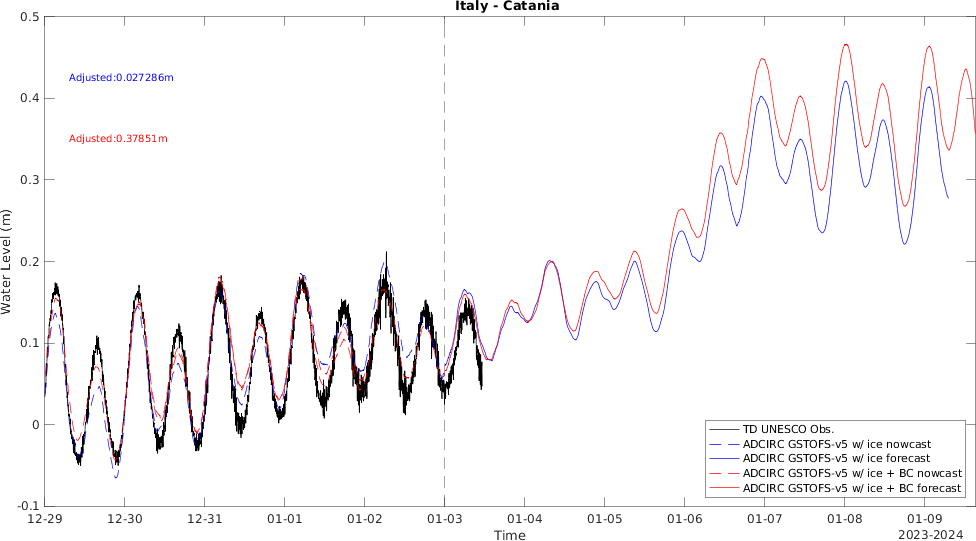 Italy - Catania
0.5
0.4
0.3
0.2
0.1
0
-0.1
Water Level (m)
Adjusted:0.027286m
Adjusted:0.37851m
TD UNESCO Obs.
ADCIRC GSTOFS-v5 w/ ice nowcast
ADCIRC GSTOFS-v5 w/ ice forecast
ADCIRC GSTOFS-v5 w/ ice + BC nowcast
ADCIRC GSTOFS-v5 w/ ice + BC forecast
12-29 12-30 12-31 01-01 01-02 01-03 01-04 01-05 01-06 01-07 01-08 01-09
Time
2023-2024